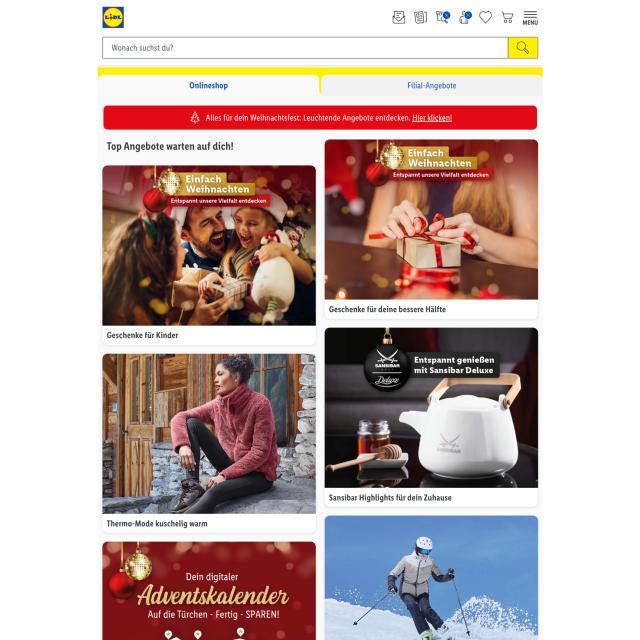 LIDL
MENU
Wonach suchst du?
Onlineshop
Filial-Angebote
Alles für dein Weihnachtsfest: Leuchtende Angebote entdecken. Hier klicken!
Top Angebote warten auf dich!
Einfach
Weihnachten
Entspannt unsere Vielfalt entdecken
Geschenke für Kinder
Einfach
Weihnachten
Entspannt unsere Vielfalt entdecken
Geschenke für deine bessere Hälfte
Thermo-Mode kuschelig warm
SANSIBAR
Deluxe
Entspannt genießen
mit Sansibar Deluxe
SANSIBAR
Sansibar Highlights für dein Zuhause
Dein digitaler
Adventskalender
Auf die Türchen - Fertig - SPAREN!